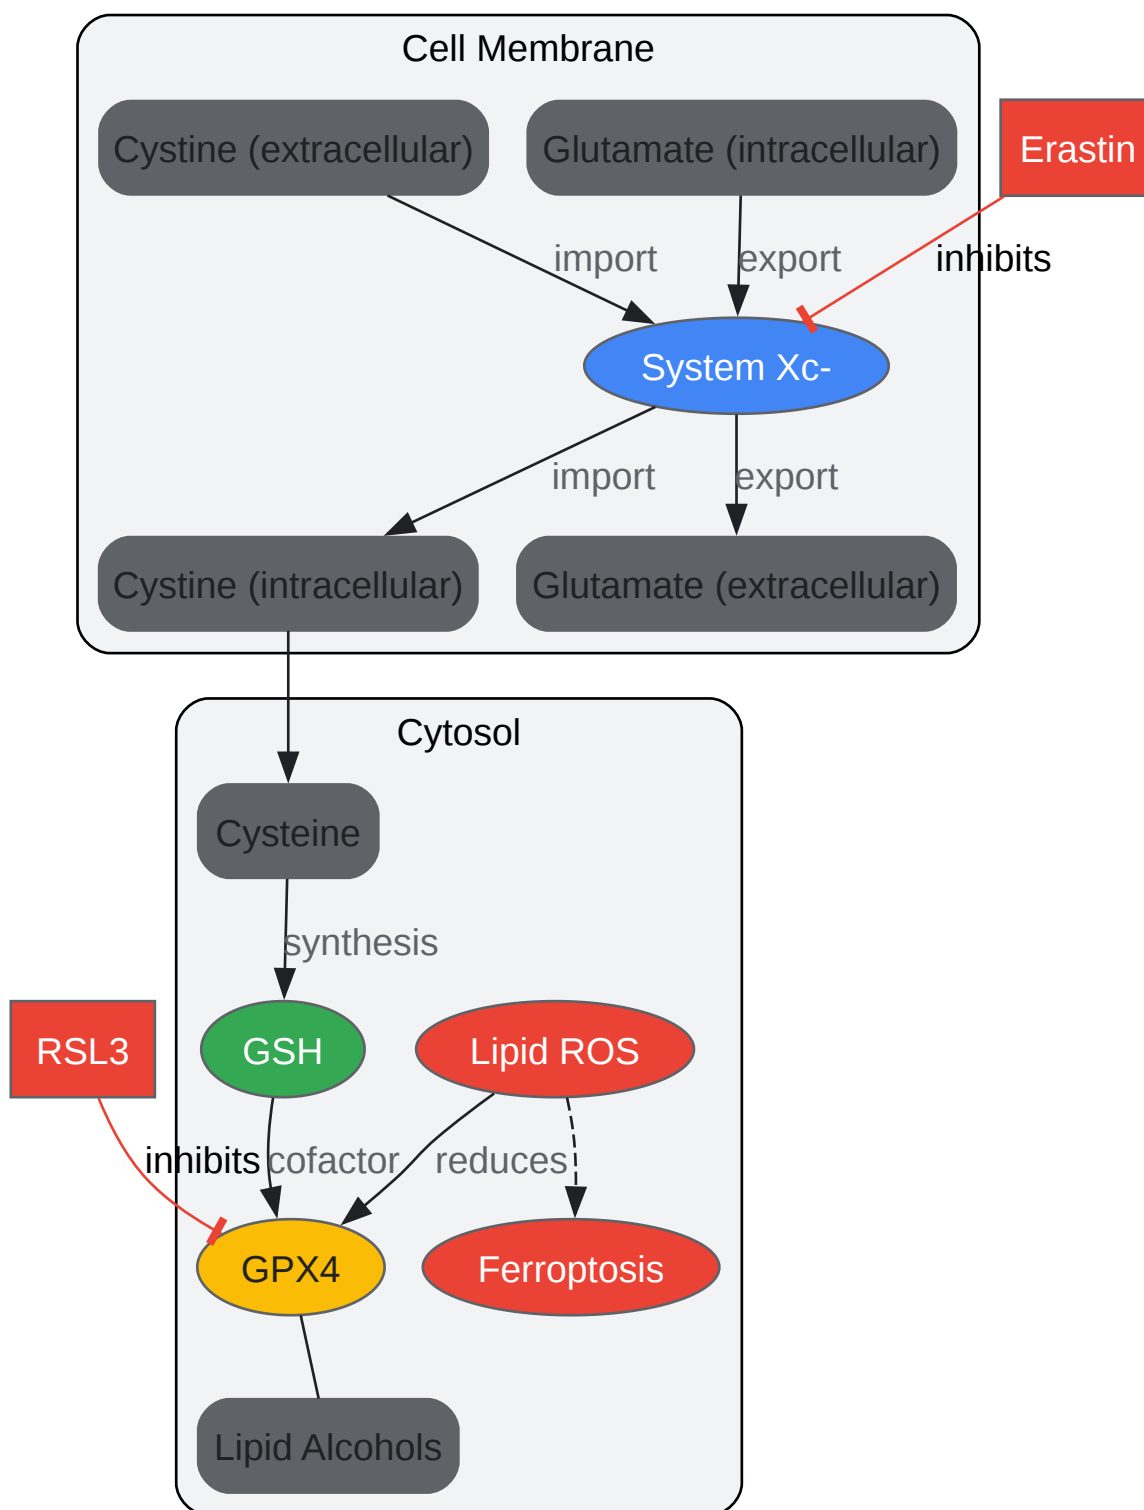 Cell Membrane
Cystine (extracellular)
Glutamate (intracellular)
Erastin
import
export
inhibits
System Xc-
import
export
Cystine (intracellular)
Glutamate (extracellular)
Cytosol
Cysteine
synthesis
RSL3
GSH
Lipid ROS
inhibits
cofactor
reduces
GPX4
Ferroptosis
Lipid Alcohols